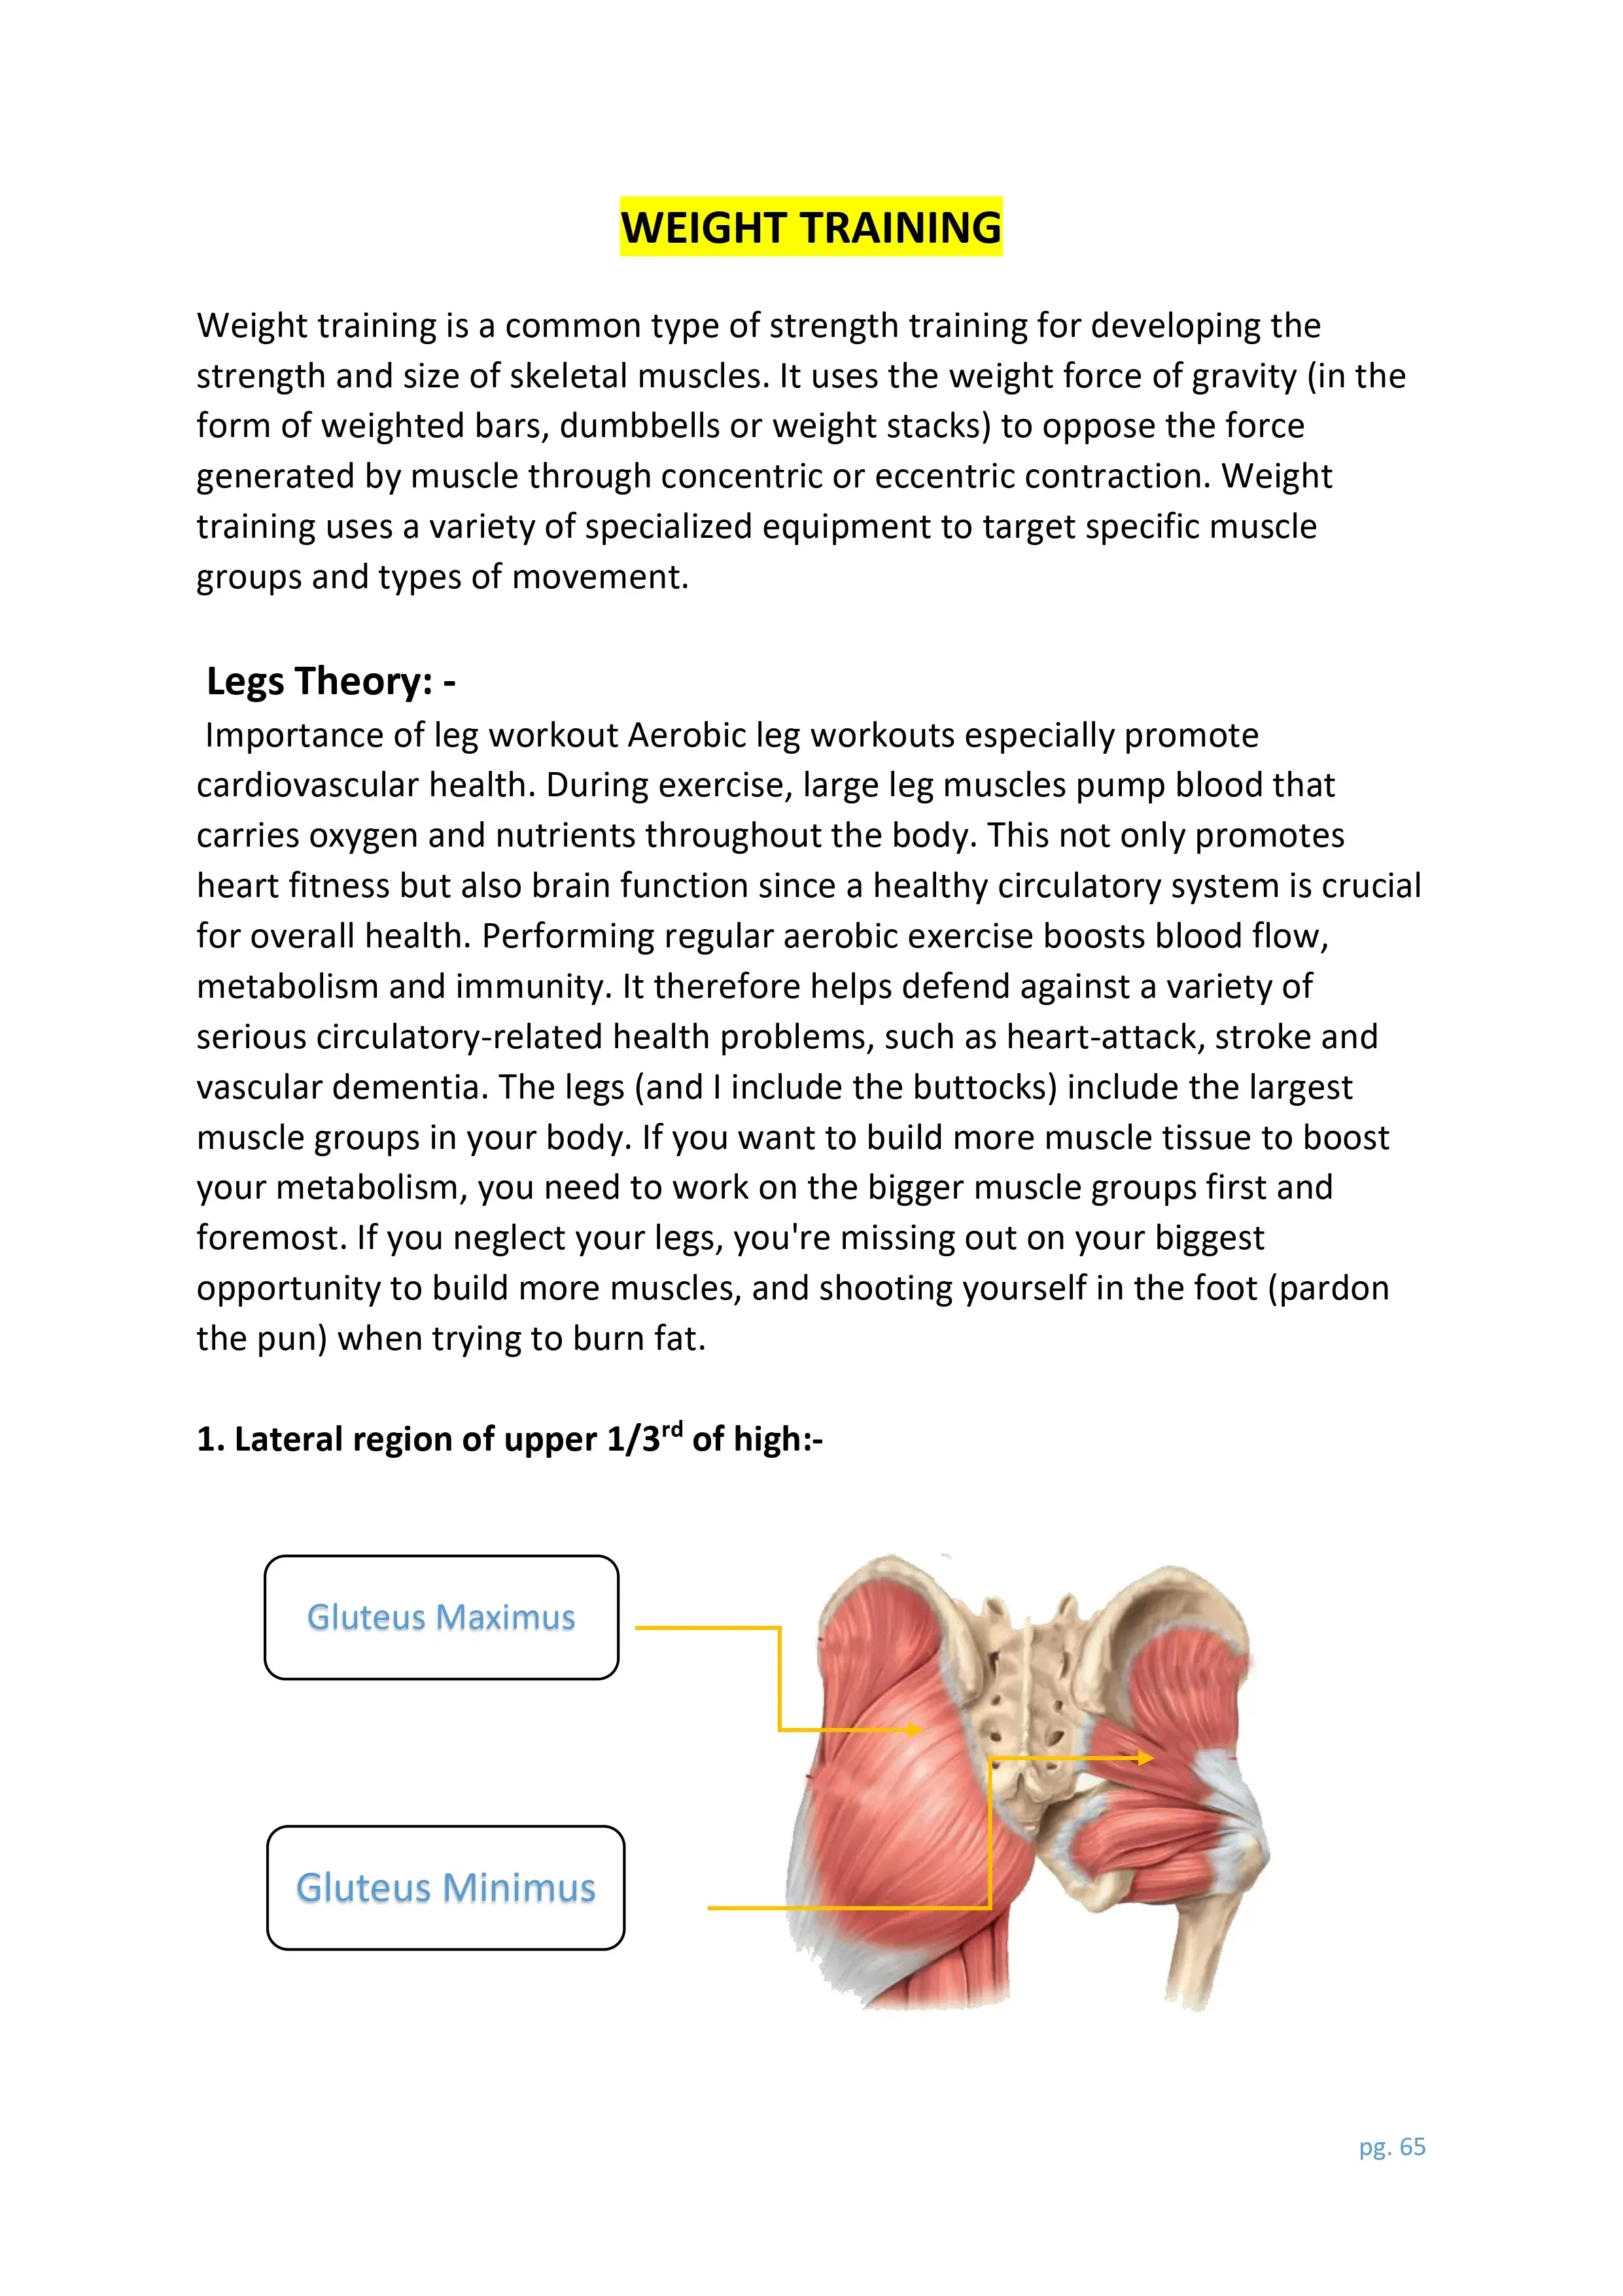 WEIGHT TRAINING
Weight training is a common type of strength training for developing the
strength and size of skeletal muscles. It uses the weight force of gravity (in the
form of weighted bars, dumbbells or weight stacks) to oppose the force
generated by muscle through concentric or eccentric contraction. Weight
training uses a variety of specialized equipment to target specific muscle
groups and types of movement.
Legs Theory: -
Importance of leg workout Aerobic leg workouts especially promote
cardiovascular health. During exercise, large leg muscles pump blood that
carries oxygen and nutrients throughout the body. This not only promotes
heart fitness but also brain function since a healthy circulatory system is crucial
for overall health. Performing regular aerobic exercise boosts blood flow,
metabolism and immunity. It therefore helps defend against a variety of
serious circulatory-related health problems, such as heart-attack, stroke and
vascular dementia. The legs (and I include the buttocks) include the largest
muscle groups in your body. If you want to build more muscle tissue to boost
your metabolism, you need to work on the bigger muscle groups first and
foremost. If you neglect your legs, you're missing out on your biggest
opportunity to build more muscles, and shooting yourself in the foot (pardon
the pun) when trying to burn fat.
1. Lateral region of upper 1/3rd of high:-
Gluteus Maximus
Gluteus Minimus
pg. 65